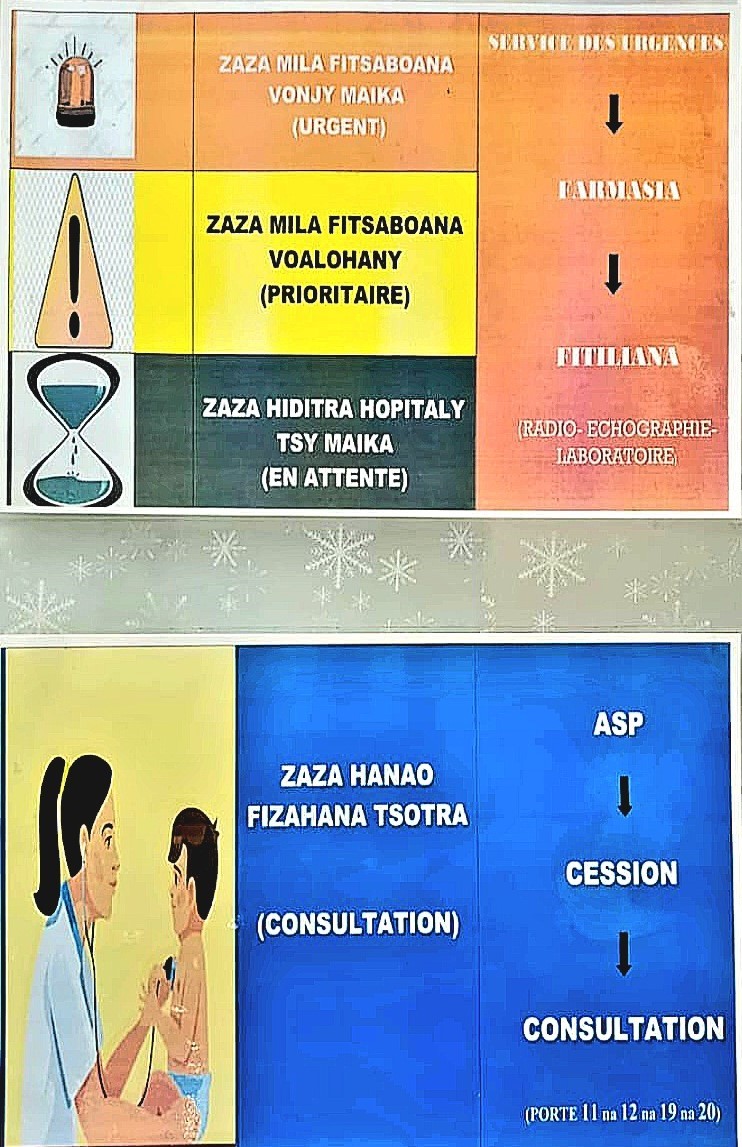 ZAZA MILA FITSABOANA
VONJY MAIKA
(URGENT)
ZAZA MILA FITSABOANA
VOALOHANY
(PRIORITAIRE)
ZAZA HIDITRA HOPITALY
TSY MAIKA
(EN ATTENTE)
SERVICE DES URGENCES
FARMASIA
FITILIANA
(RADIO- ECHOGRAPHIE-
LABORATOIRE)
ZAZA HANAO
FIZAHANA TSOTRA
(CONSULTATION)
ASP
CESSION
CONSULTATION
(PORTE 11 na 12 na 19 na 20)